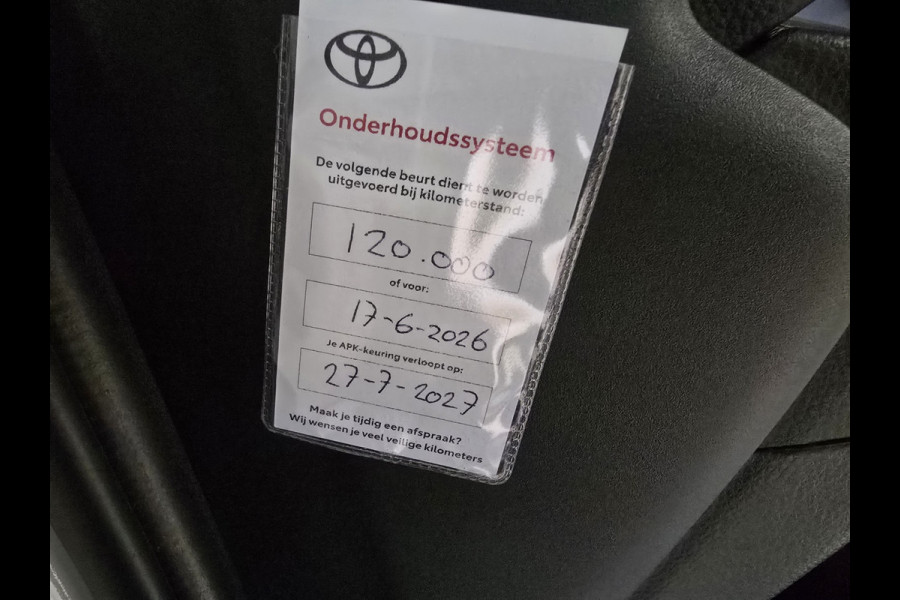 Onderhoudssysteem
De volgende beurt dient te worden
uitgevoerd bij kilometerstand:
120.000
of voor:
17-6-2026
Je APK-keuring verloopt op:
27-7-2027
Maak je tijdig een afspraak?
Wij wensen je veel veilige kilometers